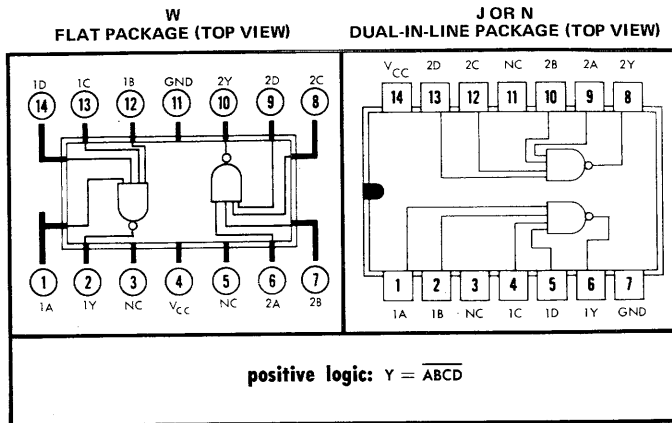 W
FLAT PACKAGE (TOP VIEW)
1D 1C 1B GND 2Y 2D 2C
14 13 12 11 10 9 8
1 2 3 4 5 6 7
1A 1Y NC VCC NC 2A 2B
J OR N
DUAL-IN-LINE PACKAGE (TOP VIEW)
VCC 2D 2C NC 2B 2A 2Y
14 13 12 11 10 9 8
1 2 3 4 5 6 7
1A 1B NC 1C 1D 1Y GND
positive logic: Y = \overline{ABCD}